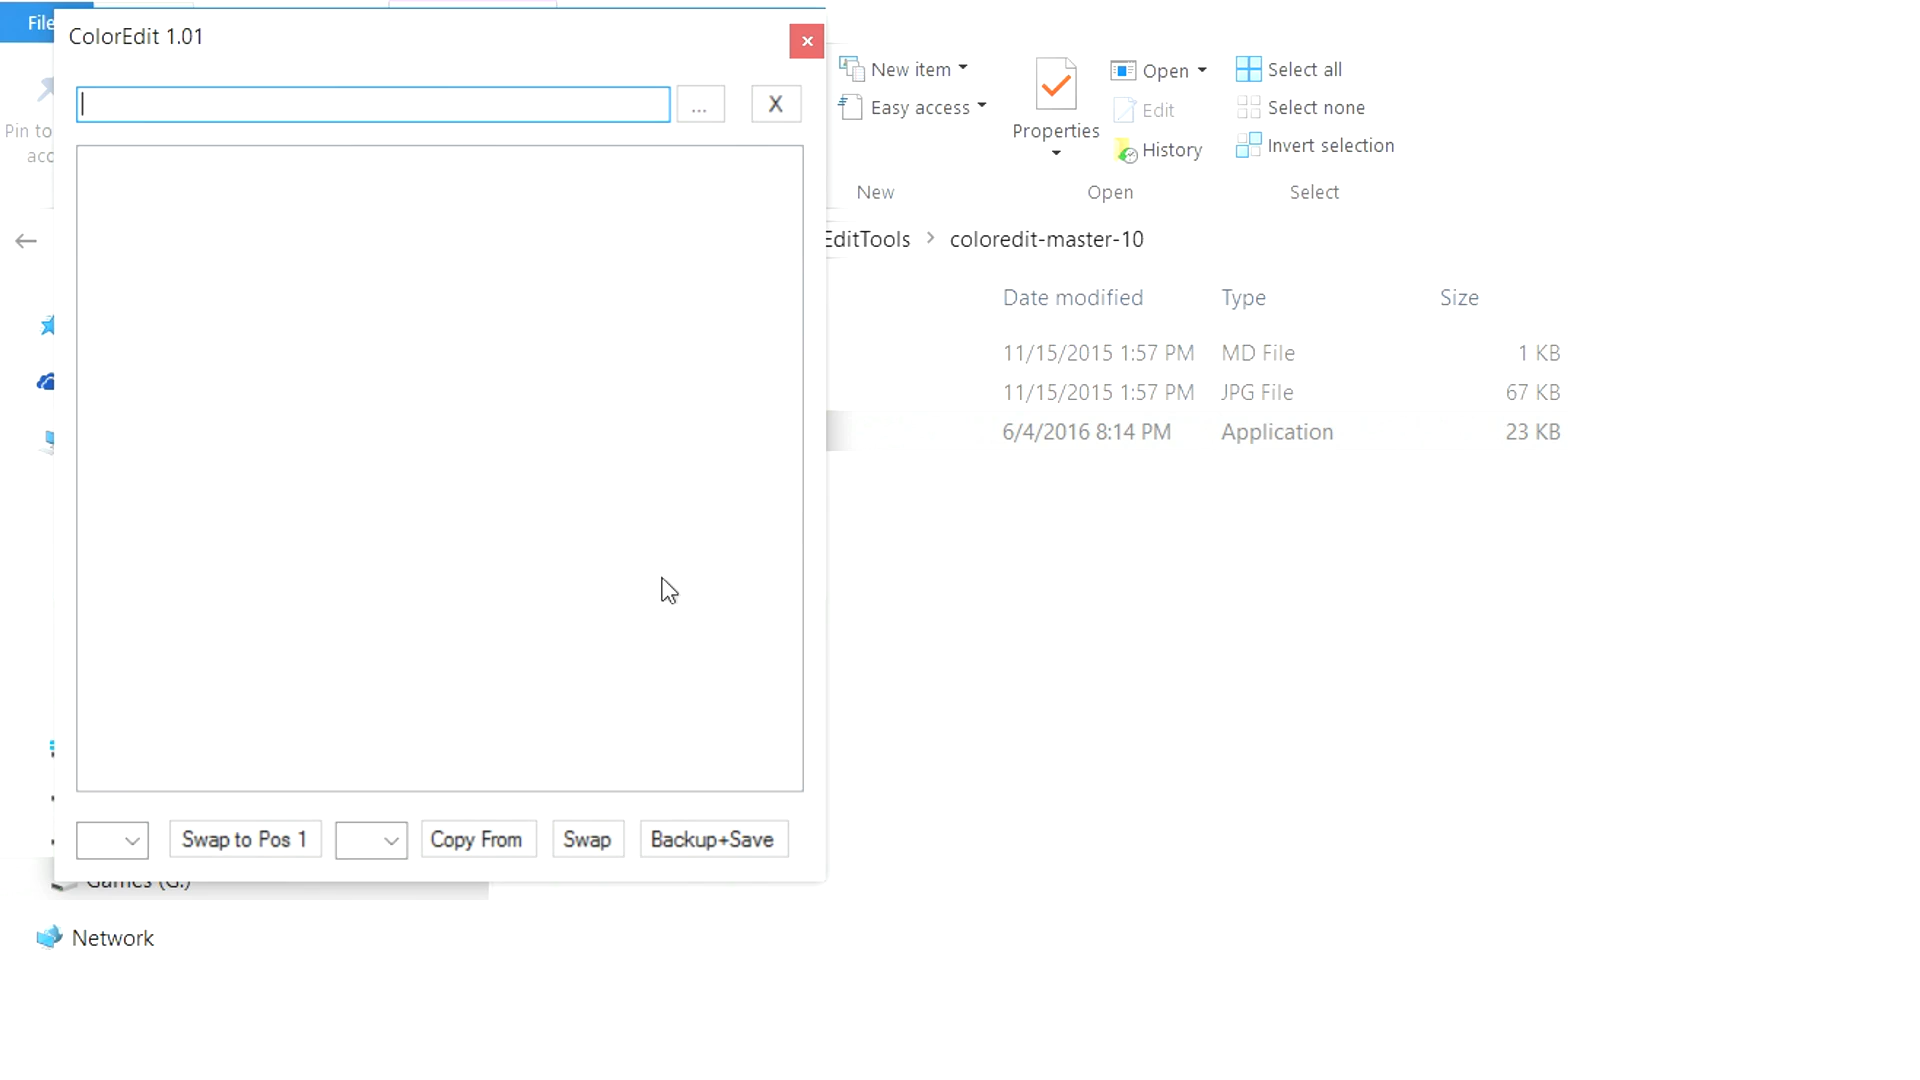 File
ColorEdit 1.01
...
X
Pin to
acc
New item
Easy access
New
Properties
Open
Edit
History
Open
Select all
Select none
Invert selection
Select
EditTools > coloredit-master-10
Date modified Type Size
11/15/2015 1:57 PM MD File 1 KB
11/15/2015 1:57 PM JPG File 67 KB
6/4/2016 8:14 PM Application 23 KB
Swap to Pos 1 Copy From Swap Backup+Save
Games (G:)
Network